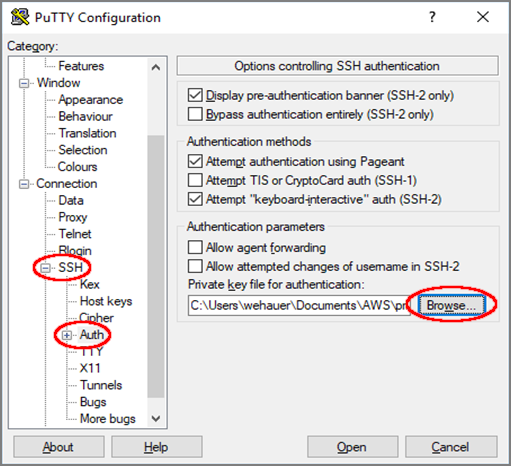 PuTTY Configuration
? ×
Category:
Features
Window
Appearance
Behaviour
Translation
Selection
Colours
Connection
Data
Proxy
Telnet
Rlogin
SSH
Kex
Host keys
Cipher
Auth
TTY
X11
Tunnels
Bugs
More bugs
Options controlling SSH authentication
Display pre-authentication banner (SSH-2 only)
Bypass authentication entirely (SSH-2 only)
Authentication methods
Attempt authentication using Pageant
Attempt TIS or CryptoCard auth (SSH-1)
Attempt "keyboard-interactive" auth (SSH-2)
Authentication parameters
Allow agent forwarding
Allow attempted changes of username in SSH-2
Private key file for authentication:
C:\Users\wehauer\Documents\AWS\pri Browse...
About Help Open Cancel